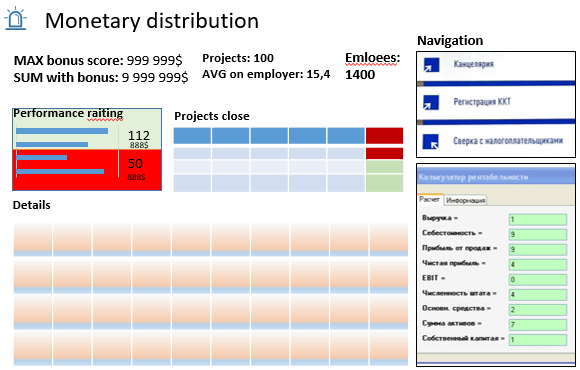 Monetary distribution
MAX bonus score: 999 999$
SUM with bonus: 9 999 999$
Projects: 100
AVG on employer: 15,4
Emloees:
1400
Navigation
Канцелярия
Регистрация ККТ
Сверка с налогоплательщиками
Performance raiting
112
888$
50
888$
Projects close
Details
Калькулятор рентабельности
Расчет
Информация
Выручка = 1
Себестоимость = 9
Прибыль от продаж = 9
Чистая прибыль = 4
EBIT = 0
Численность штата = 4
Основн. средства = 2
Сумма активов = 7
Собственный капитал = 1